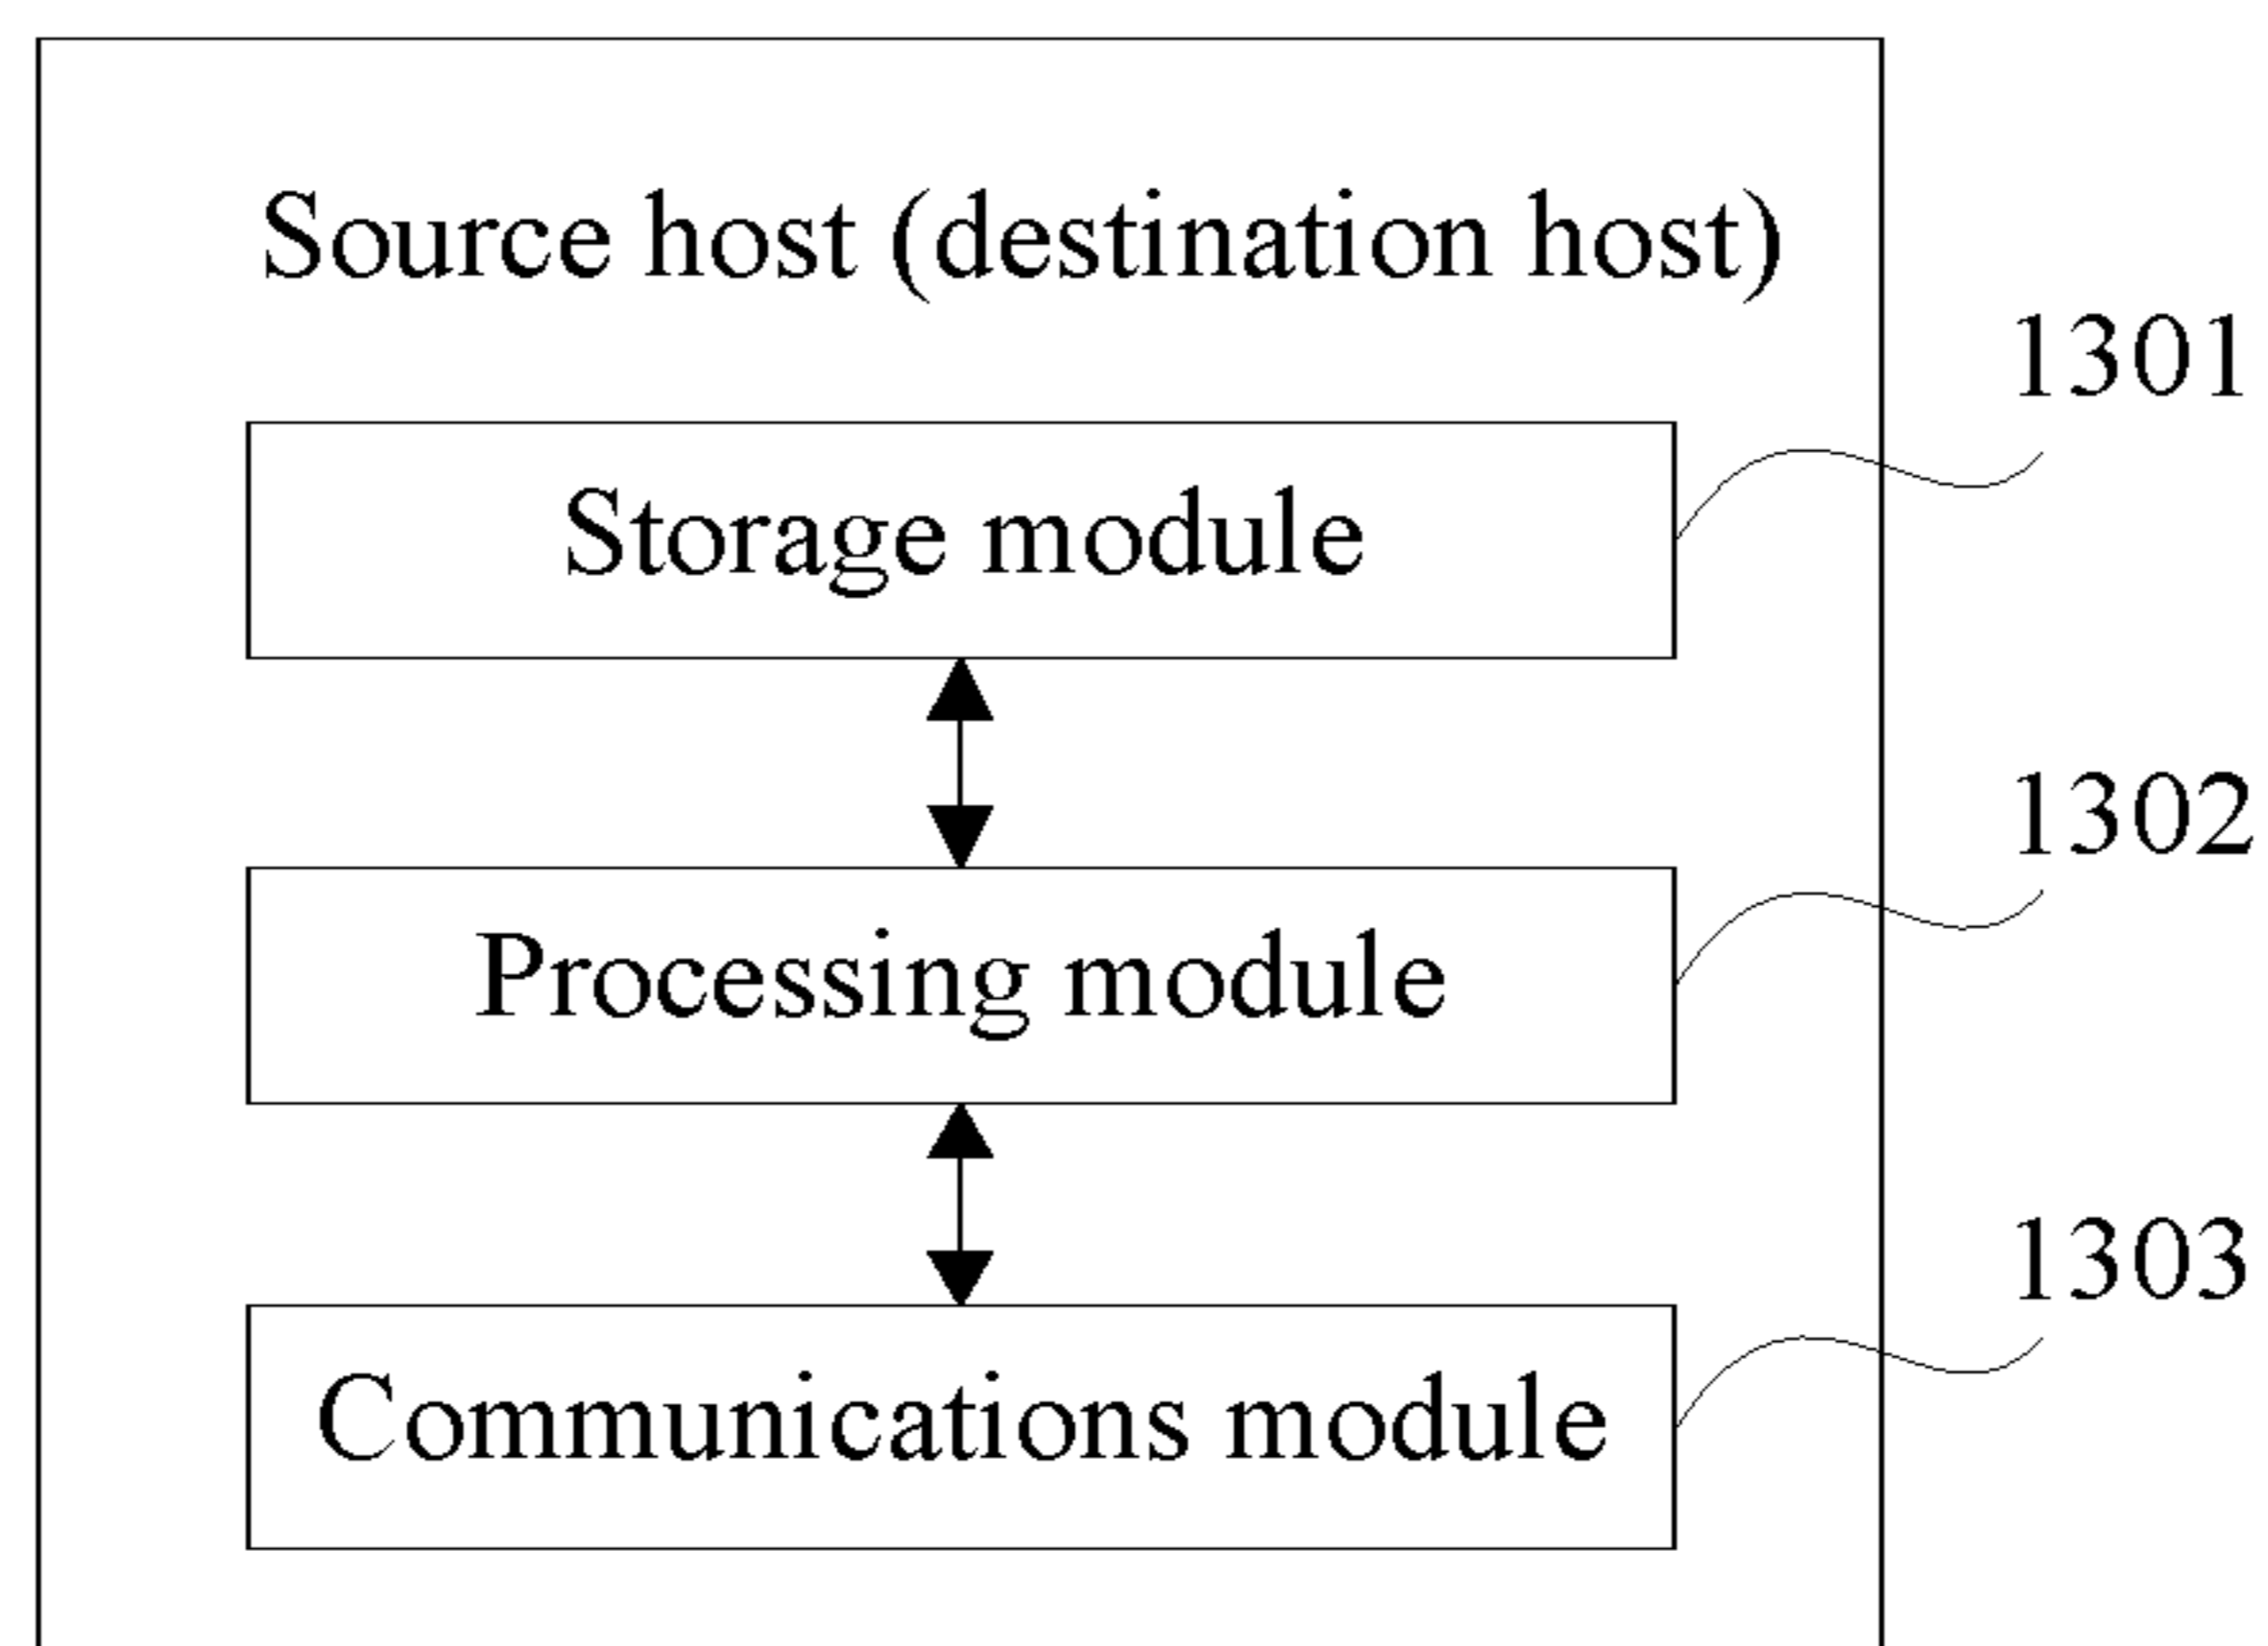 Source host (destination host)
1301
Storage module
1302
Processing module
1303
Communications module